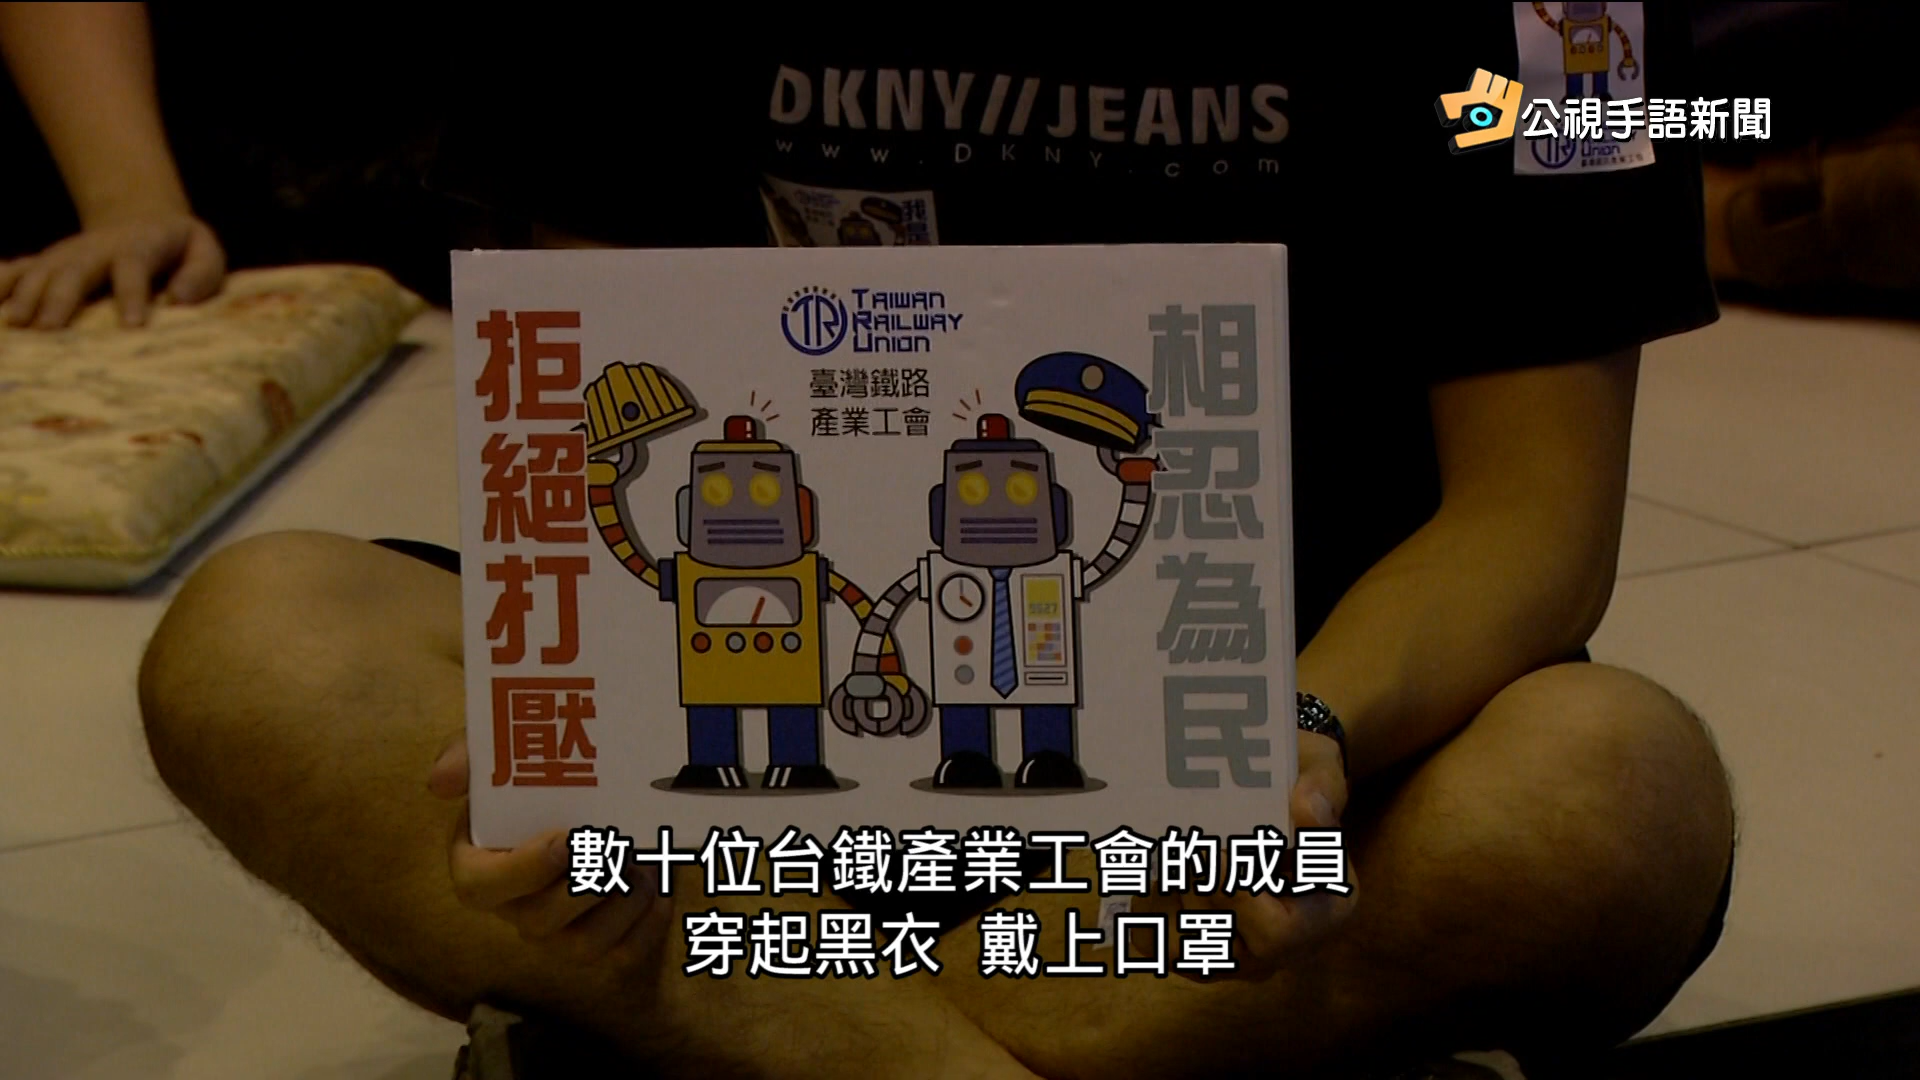 DKNY//JEANS
www.DKNY.com
公視手語新聞
Union
TAIWAN
RAILWAY
UNION
臺灣鐵路
產業工會
拒絕打壓
相忍為民
9527
數十位台鐵產業工會的成員
穿起黑衣 戴上口罩